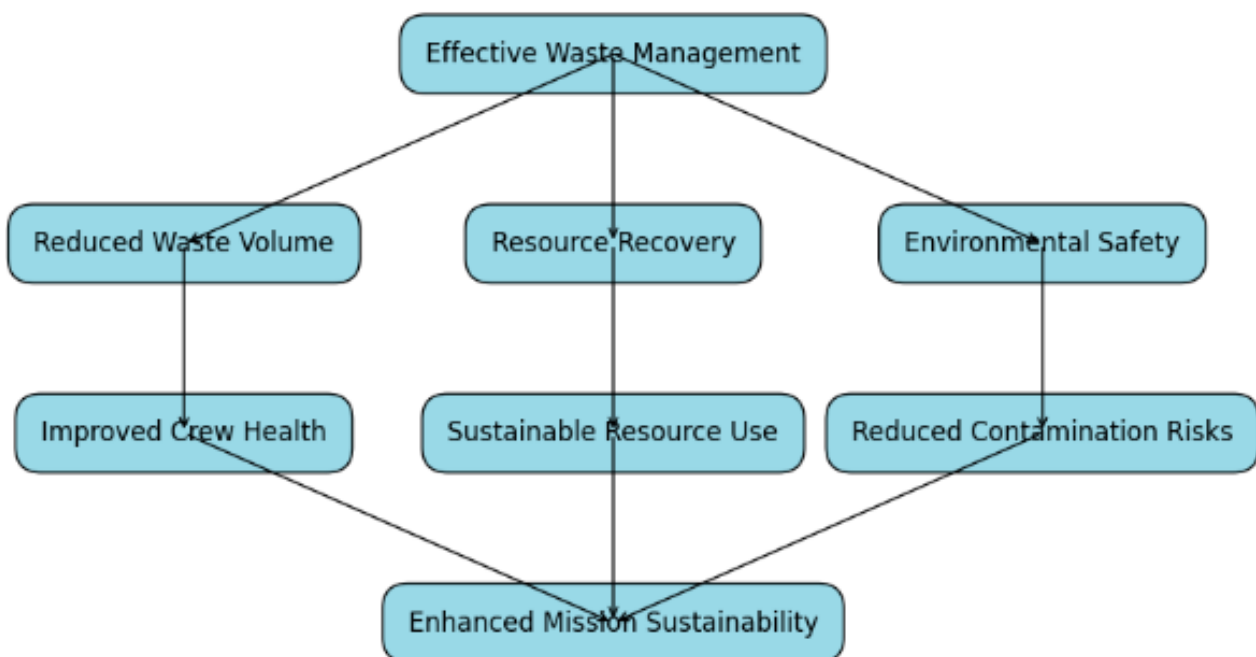 Effective Waste Management
Reduced Waste Volume
Resource Recovery
Environmental Safety
Improved Crew Health
Sustainable Resource Use
Reduced Contamination Risks
Enhanced Mission Sustainability